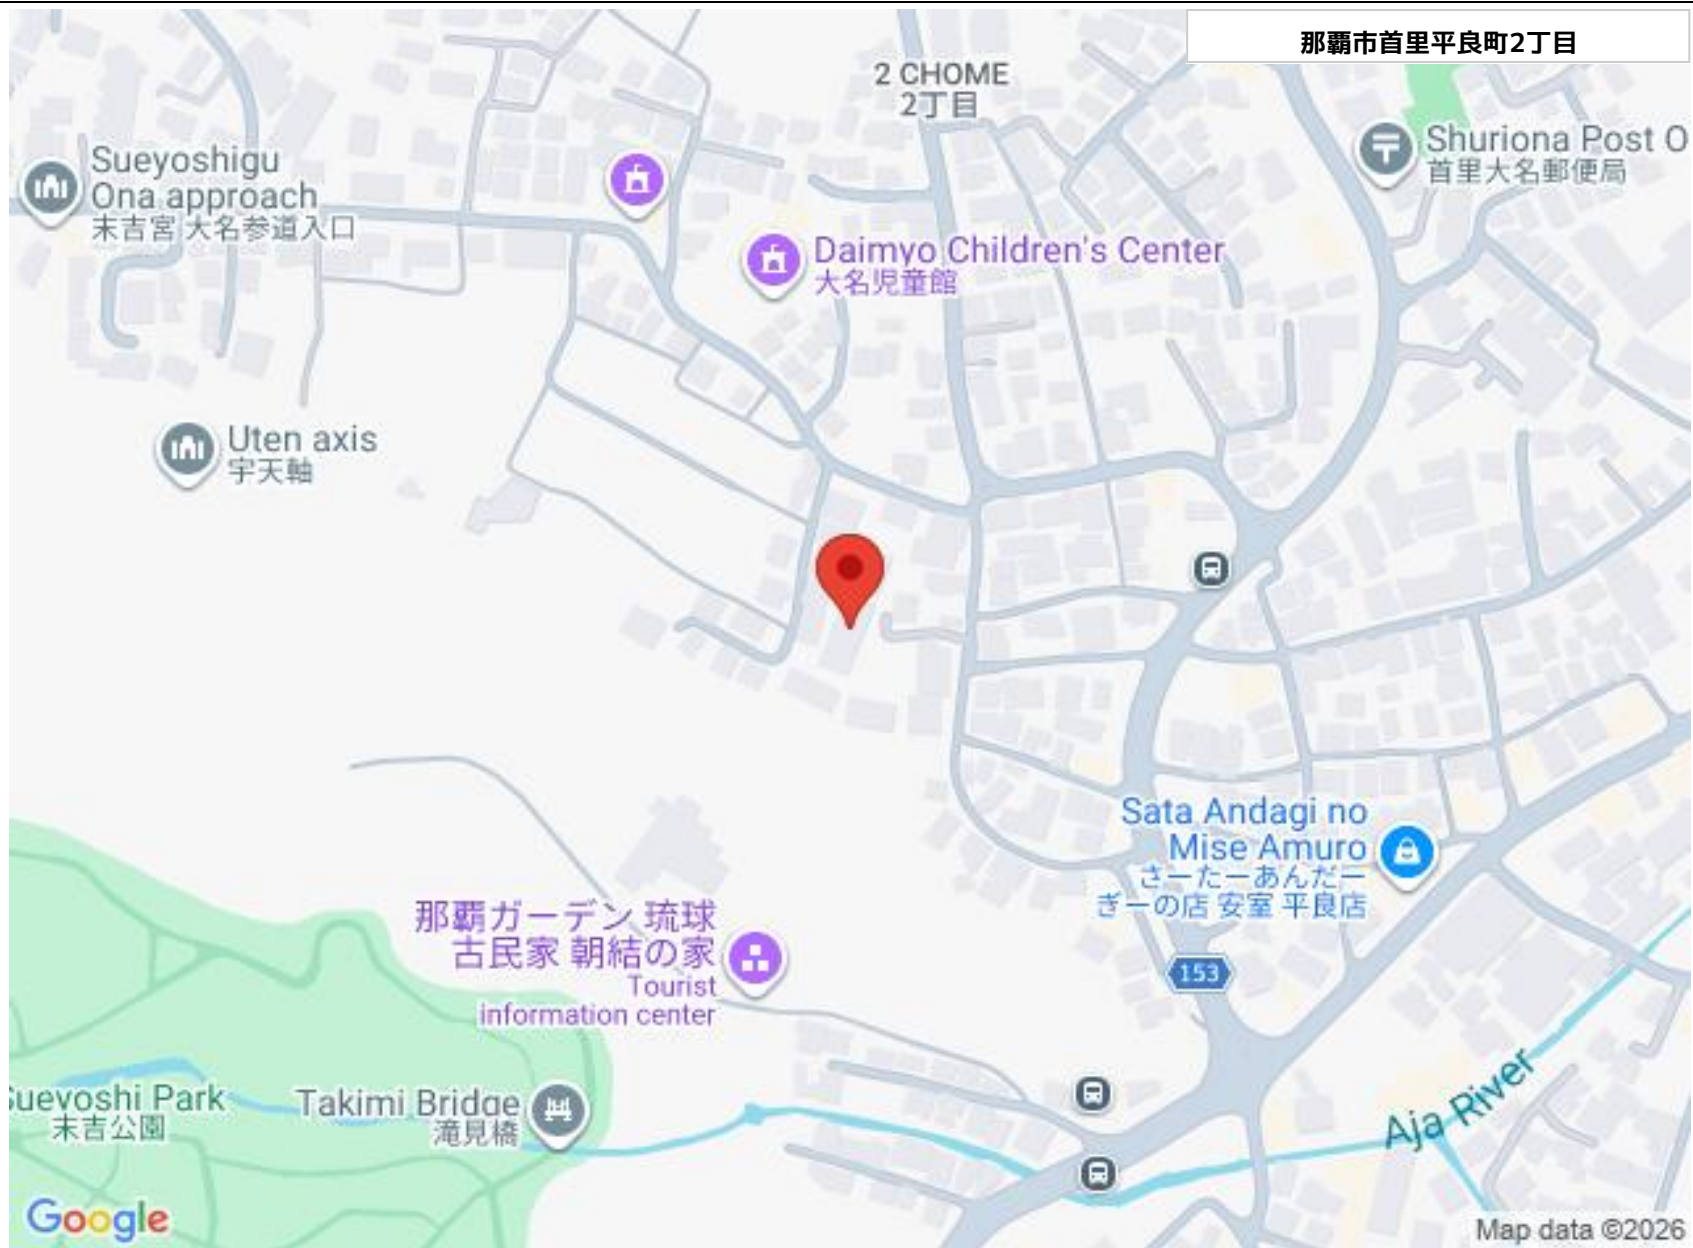 那覇市首里平良町2丁目
2 CHOME
2丁目
Shuriona Post O
首里大名郵便局
Sueyoshigu
Ona approach
末吉宮 大名参道入口
Daimyo Children's Center
大名児童館
Uten axis
宇天軸
Sata Andagi no
Mise Amuro
さーたーあんだー
ぎーの店 安室 平良店
那覇ガーデン 琉球
古民家 朝結の家
Tourist
information center
153
Sueyoshi Park
末吉公園
Takimi Bridge
滝見橋
Aja River
Google
Map data ©2026